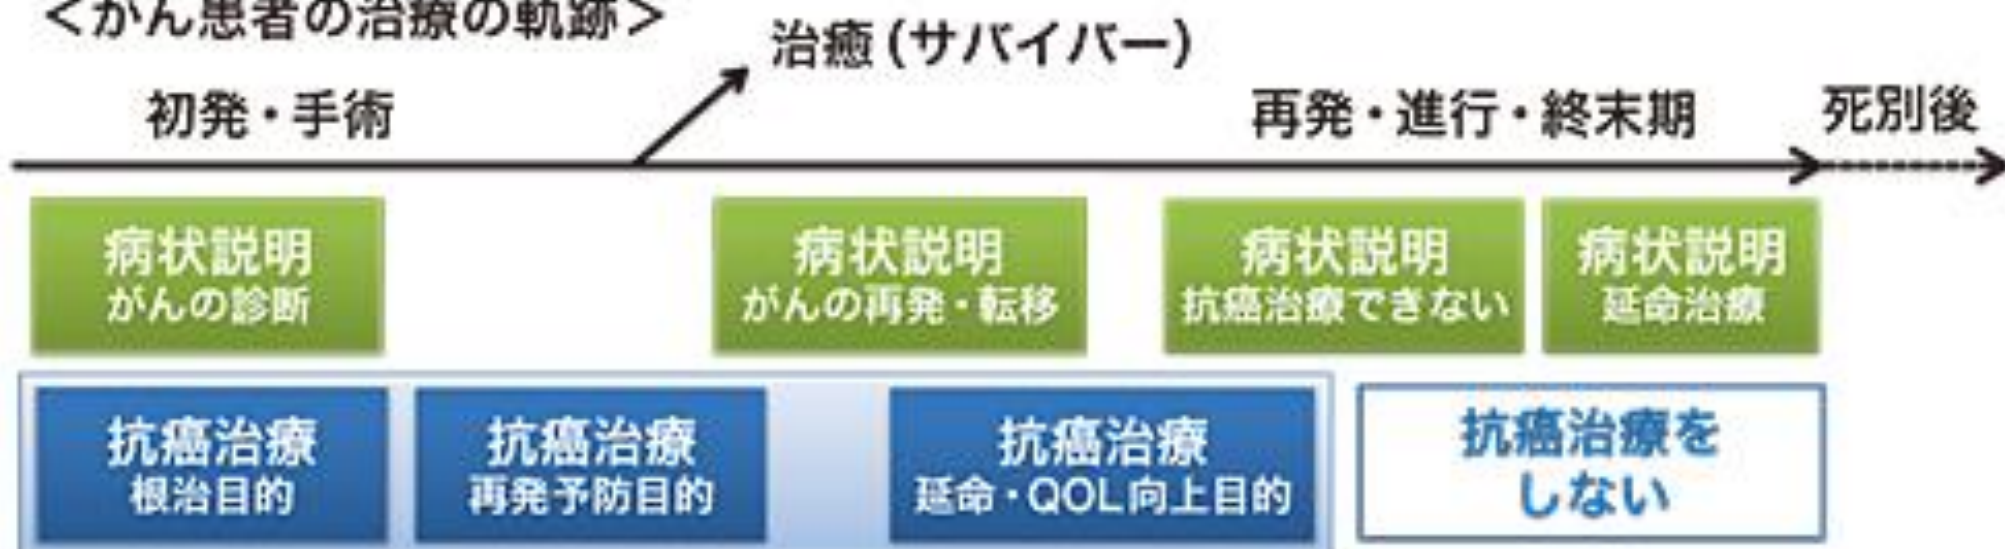 <がん患者の治療の軌跡>
治癒(サバイバー)
初発・手術
再発・進行・終末期
死別後
病状説明
がんの診断
病状説明
がんの再発・転移
病状説明
抗癌治療できない
病状説明
延命治療
抗癌治療
根治目的
抗癌治療
再発予防目的
抗癌治療
延命・QOL向上目的
抗癌治療を
しない